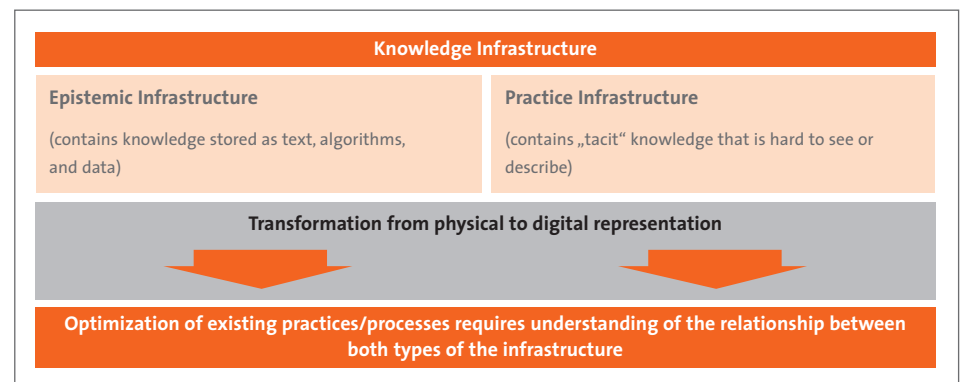 Knowledge Infrastructure
Epistemic Infrastructure
(contains knowledge stored as text, algorithms,
and data)
Practice Infrastructure
(contains „tacit“ knowledge that is hard to see or
describe)
Transformation from physical to digital representation
Optimization of existing practices/processes requires understanding of the relationship between
both types of the infrastructure